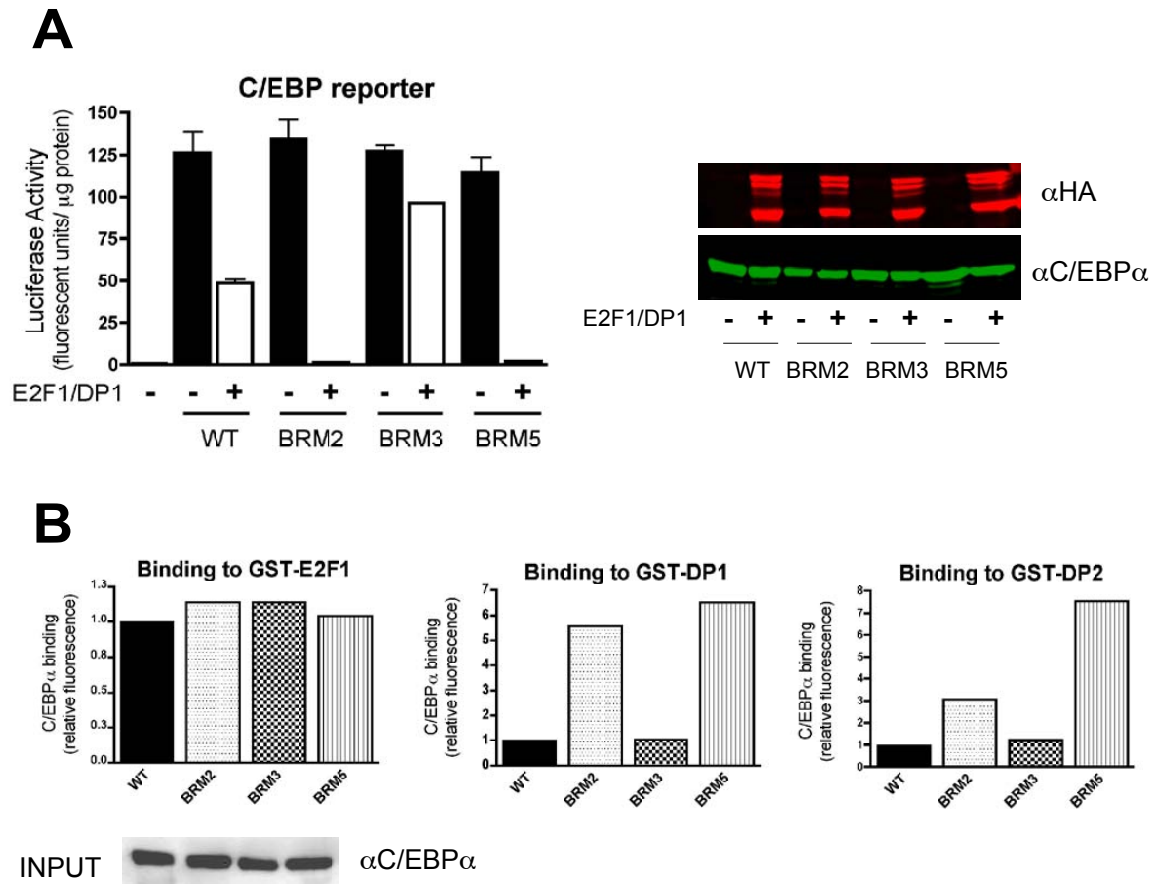 A
C/EBP reporter
Luciferase Activity
(fluorescent units/ µg protein)
150
125
100
75
50
25
0
E2F1/DP1 - - + - + - + - +
WT BRM2 BRM3 BRM5
αHA
αC/EBPα
E2F1/DP1 - + - + - + - +
WT BRM2 BRM3 BRM5
B
Binding to GST-E2F1
C/EBPα binding
(relative fluorescence)
1.3
1.0
0.8
0.5
0.3
0.0
WT BRM2 BRM3 BRM5
Binding to GST-DP1
C/EBPα binding
(relative fluorescence)
7
6
5
4
3
2
1
0
WT BRM2 BRM3 BRM5
Binding to GST-DP2
C/EBPα binding
(relative fluorescence)
8
7
6
5
4
3
2
1
0
WT BRM2 BRM3 BRM5
INPUT αC/EBPα